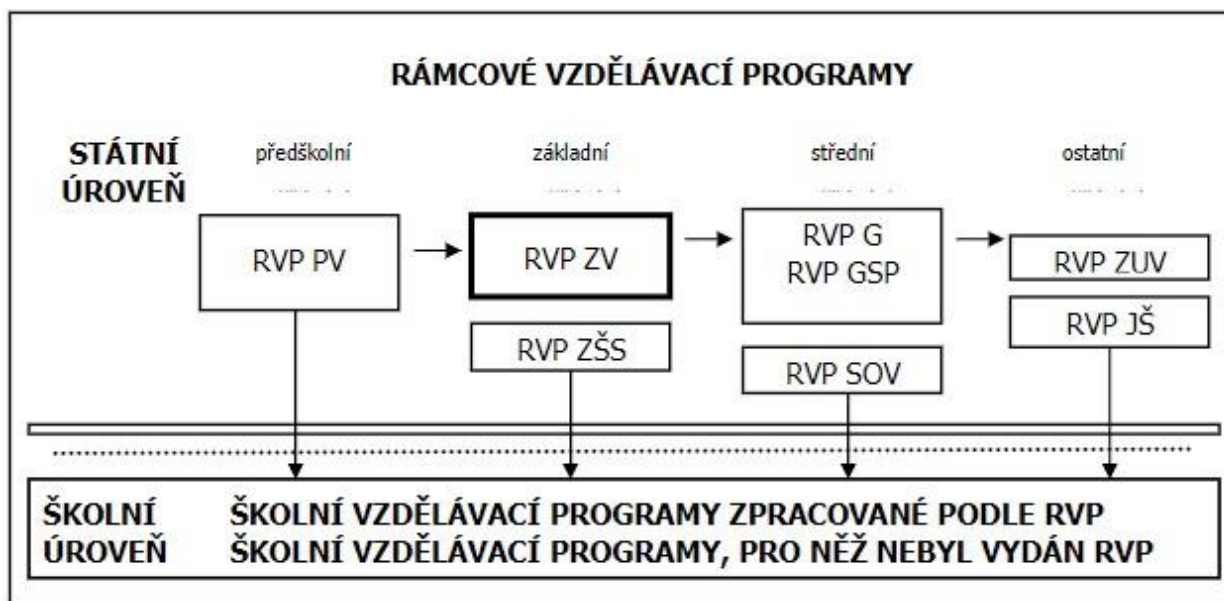 RÁMCOVÉ VZDĚLÁVACÍ PROGRAMY
STÁTNÍ ÚROVEŇ
předškolní
základní
střední
ostatní
RVP PV
RVP ZV
RVP G
RVP GSP
RVP ZUV
RVP ZŠS
RVP JŠ
RVP SOV
ŠKOLNÍ ÚROVEŇ
ŠKOLNÍ VZDĚLÁVACÍ PROGRAMY ZPRACOVANÉ PODLE RVP
ŠKOLNÍ VZDĚLÁVACÍ PROGRAMY, PRO NĚŽ NEBYL VYDÁN RVP